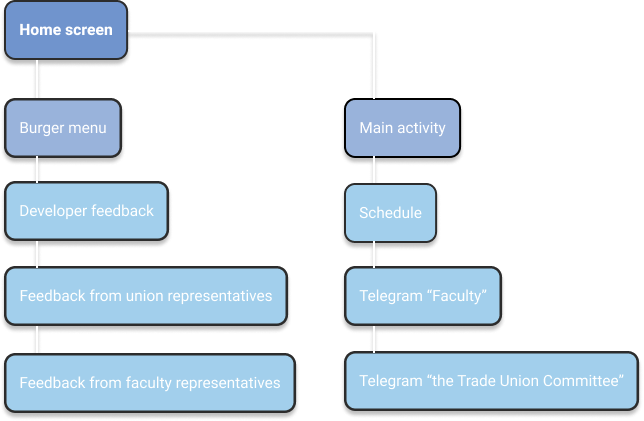 Home screen
Burger menu
Developer feedback
Feedback from union representatives
Feedback from faculty representatives
Main activity
Schedule
Telegram “Faculty”
Telegram “the Trade Union Committee”